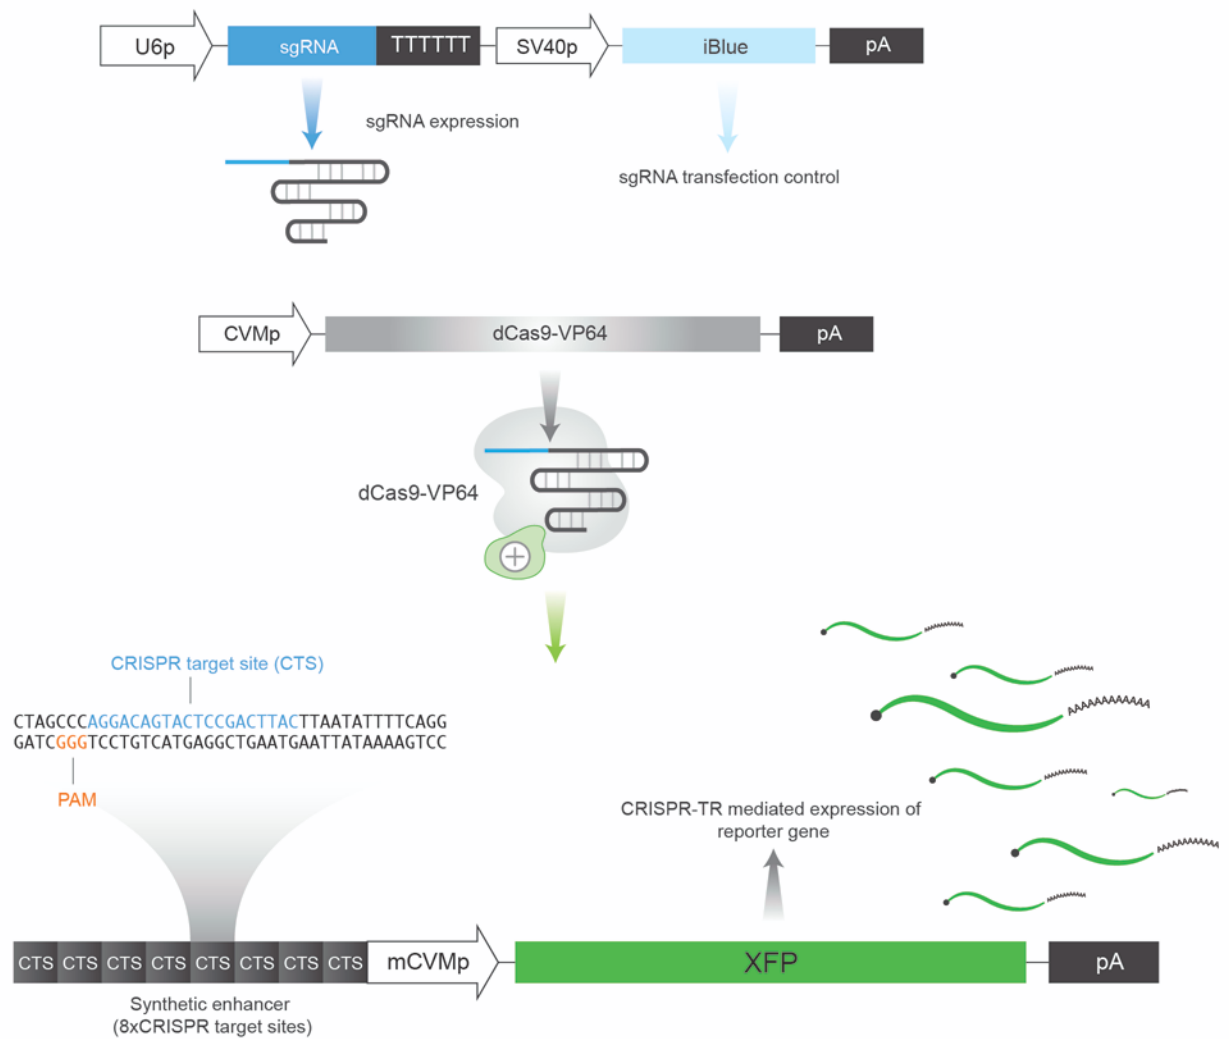 U6p sgRNA TTTTTT SV40p iBlue pA
sgRNA expression
sgRNA transfection control
CVMp dCas9-VP64 pA
dCas9-VP64
CRISPR target site (CTS)
CTAGCCCAGGACAGTACTCCGACTTACTTAATATTTTCAGG
GATCGGGTCCTGTCATGAGGCTGAATGAATTATAAAAGTCC
PAM
CRISPR-TR mediated expression of
reporter gene
CTS CTS CTS CTS CTS CTS CTS CTS mCVMp XFP pA
Synthetic enhancer
(8xCRISPR target sites)